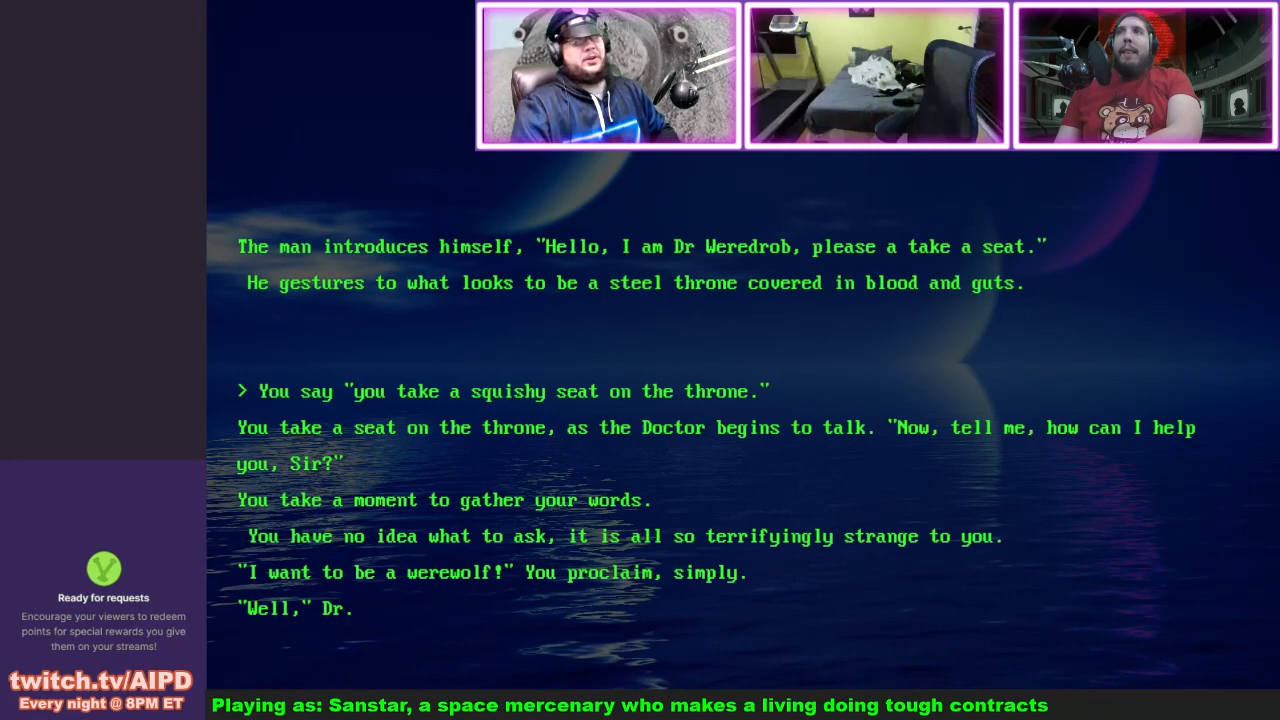 The man introduces himself, "Hello, I am Dr Weredrob, please a take a seat."
He gestures to what looks to be a steel throne covered in blood and guts.
> You say "you take a squishy seat on the throne."
You take a seat on the throne, as the Doctor begins to talk. "Now, tell me, how can I help
you, Sir?"
You take a moment to gather your words.
You have no idea what to ask, it is all so terrifyingly strange to you.
"I want to be a werewolf!" You proclaim, simply.
"Well," Dr.
Ready for requests
Encourage your viewers to redeem
points for special rewards you give
them on your streams!
twitch.tv/AIPD
Every night @ 8PM ET
Playing as: Sanstar, a space mercenary who makes a living doing tough contracts